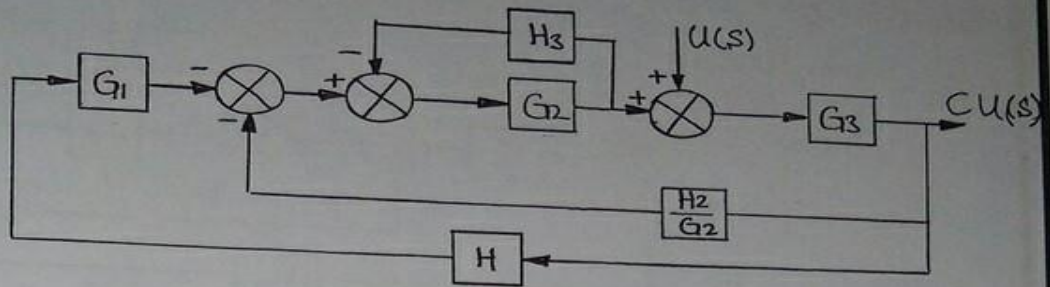 H3
U(S)
G1
G2
G3
CU(S)
H2
G2
H
- - + - + +